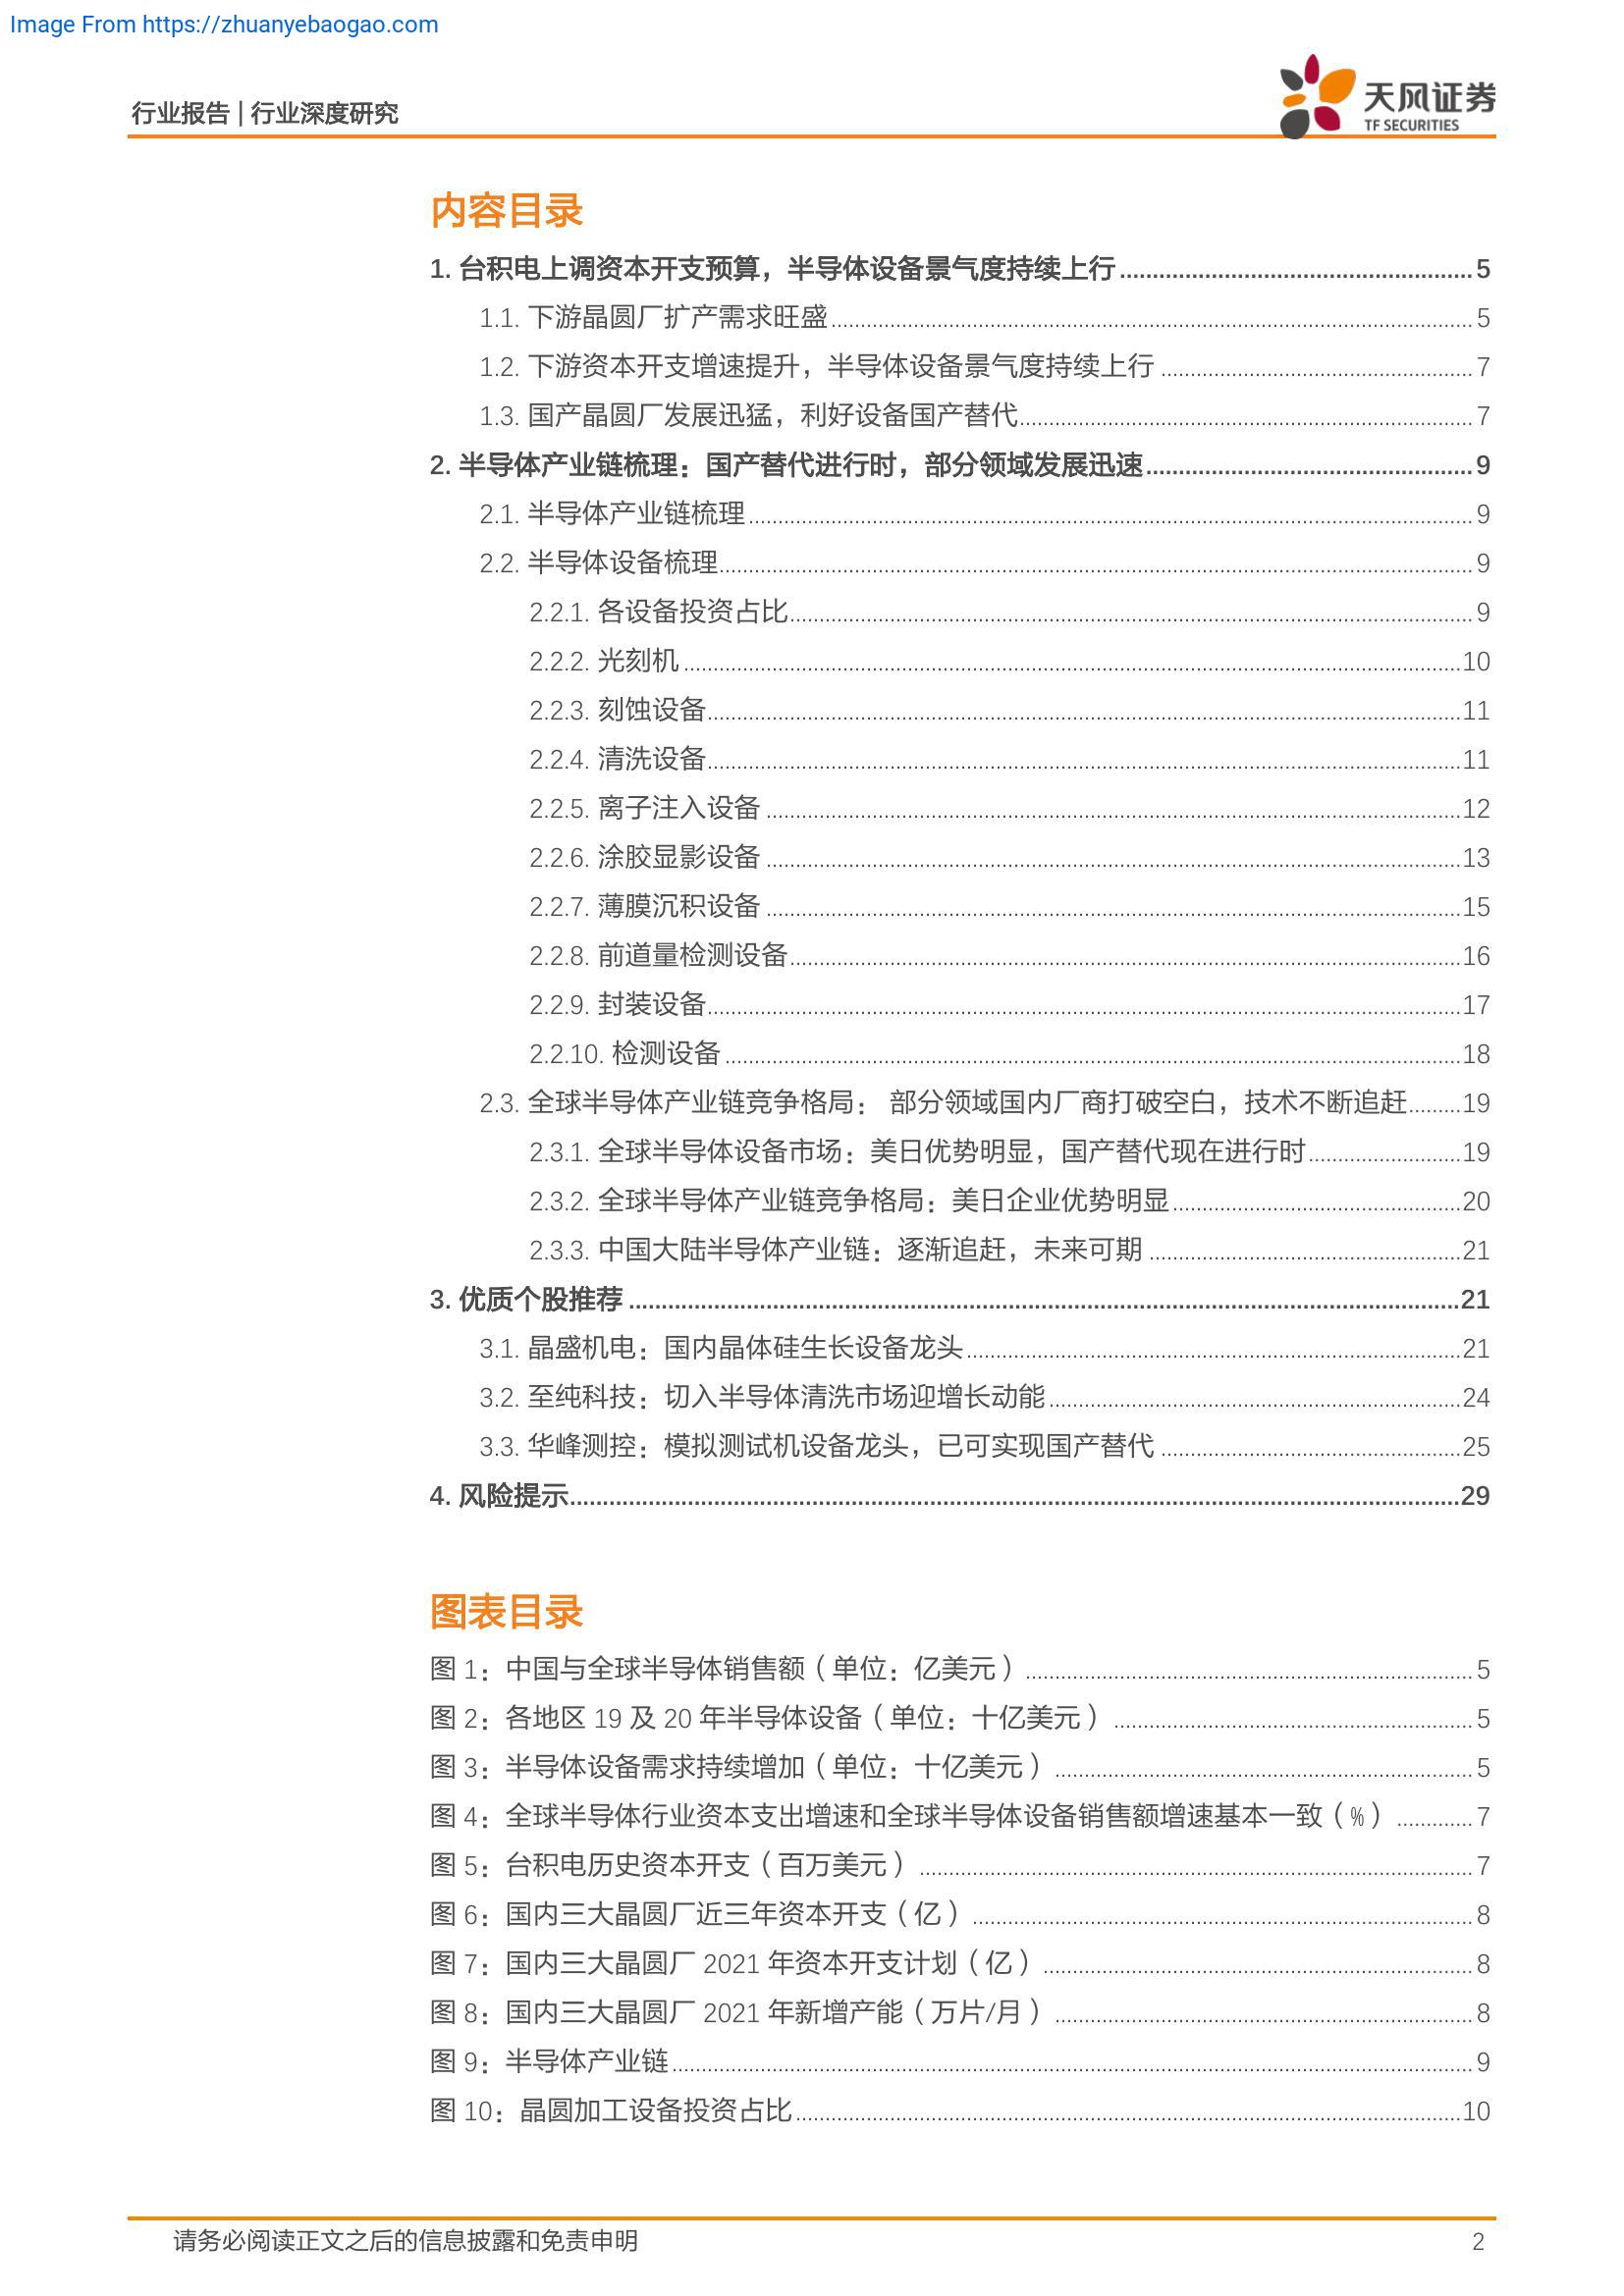 Image From https://zhuanyebaogao.com
行业报告 | 行业深度研究
天风证券
TF SECURITIES
内容目录
1. 台积电上调资本开支预算，半导体设备景气度持续上行 5
1.1. 下游晶圆厂扩产需求旺盛 5
1.2. 下游资本开支增速提升，半导体设备景气度持续上行 7
1.3. 国产晶圆厂发展迅猛，利好设备国产替代 7
2. 半导体产业链梳理：国产替代进行时，部分领域发展迅速 9
2.1. 半导体产业链梳理 9
2.2. 半导体设备梳理 9
2.2.1. 各设备投资占比 9
2.2.2. 光刻机 10
2.2.3. 刻蚀设备 11
2.2.4. 清洗设备 11
2.2.5. 离子注入设备 12
2.2.6. 涂胶显影设备 13
2.2.7. 薄膜沉积设备 15
2.2.8. 前道量检测设备 16
2.2.9. 封装设备 17
2.2.10. 检测设备 18
2.3. 全球半导体产业链竞争格局： 部分领域国内厂商打破空白，技术不断追赶 19
2.3.1. 全球半导体设备市场：美日优势明显，国产替代现在进行时 19
2.3.2. 全球半导体产业链竞争格局：美日企业优势明显 20
2.3.3. 中国大陆半导体产业链：逐渐追赶，未来可期 21
3. 优质个股推荐 21
3.1. 晶盛机电：国内晶体硅生长设备龙头 21
3.2. 至纯科技：切入半导体清洗市场迎增长动能 24
3.3. 华峰测控：模拟测试机设备龙头，已可实现国产替代 25
4. 风险提示 29
图表目录
图 1：中国与全球半导体销售额（单位：亿美元） 5
图 2：各地区 19 及 20 年半导体设备（单位：十亿美元） 5
图 3：半导体设备需求持续增加（单位：十亿美元） 5
图 4：全球半导体行业资本支出增速和全球半导体设备销售额增速基本一致（%） 7
图 5：台积电历史资本开支（百万美元） 7
图 6：国内三大晶圆厂近三年资本开支（亿） 8
图 7：国内三大晶圆厂 2021 年资本开支计划（亿） 8
图 8：国内三大晶圆厂 2021 年新增产能（万片/月） 8
图 9：半导体产业链 9
图 10：晶圆加工设备投资占比 10
请务必阅读正文之后的信息披露和免责申明 2